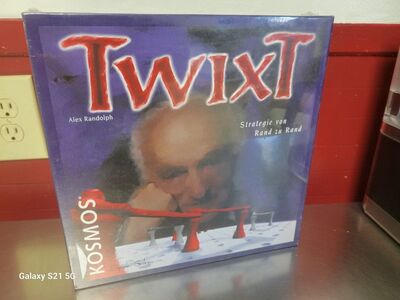 TwixT
Alex Randolph
Strategie von
Rand zu Rand
KOSMOS
Galaxy S21 5G